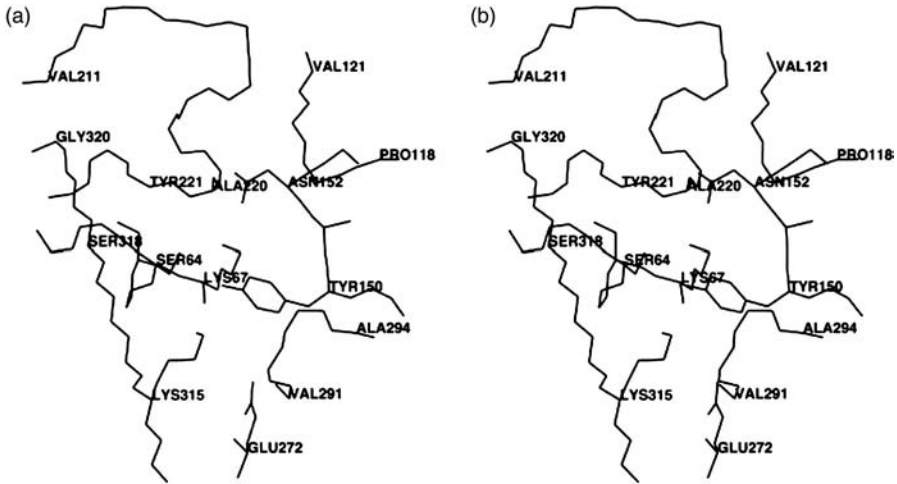 (a)
VAL211
VAL121
GLY320
PRO118
TYR221
ALA220
ASN152
SER318
SER64
LYS67
TYR150
ALA294
LYS315
VAL291
GLU272
(b)
VAL211
VAL121
GLY320
PRO118
TYR221
ALA220
ASN152
SER318
SER64
LYS67
TYR150
ALA294
LYS315
VAL291
GLU272